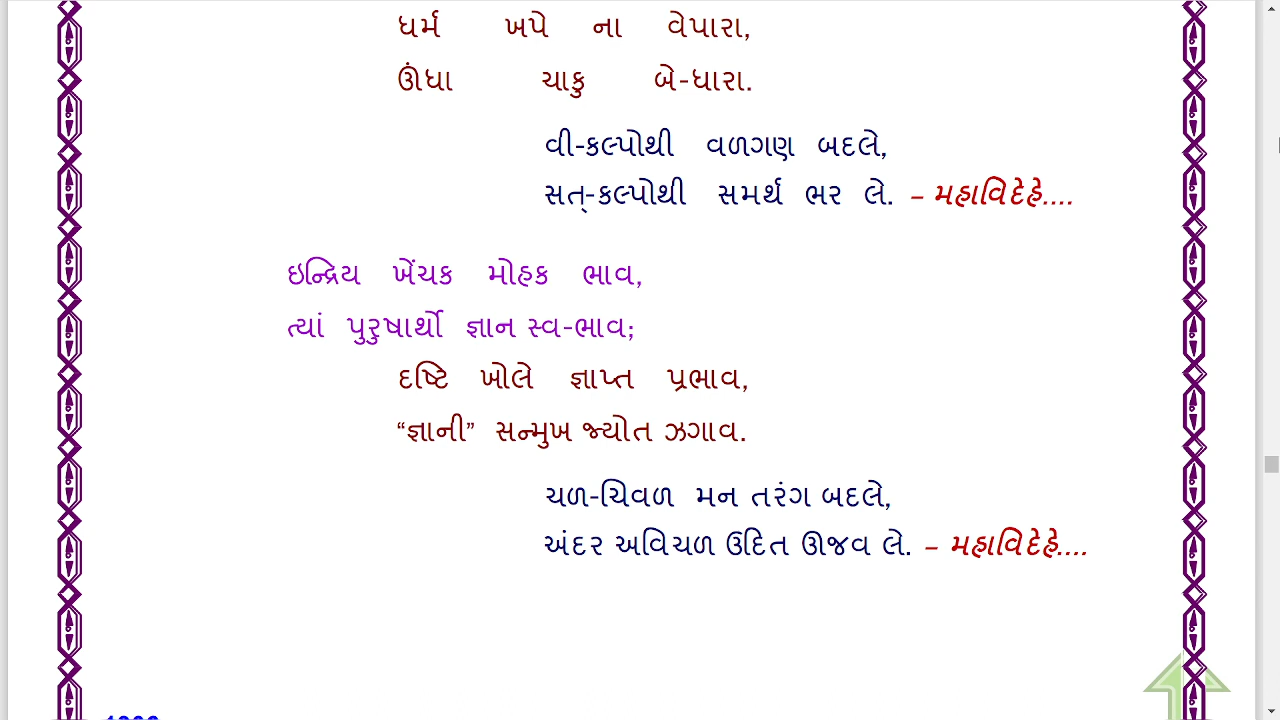 ધર્મ ખપે ના વેપારા,
ઊંધા ચાકુ બે-ધારા.
વી-કલ્પોથી વળગણ બદલે,
સત્-કલ્પોથી સમર્થ ભર લે. – મહાવિદેહે....
ઇન્દ્રિય ખેંચક મોહક ભાવ,
ત્યાં પુરુષાર્થો જ્ઞાન સ્વ-ભાવ;
દષ્ટિ ખોલે જ્ઞાપ્ત પ્રભાવ,
“જ્ઞાની” સન્મુખ જ્યોત ઝગાવ.
ચળ-ચિવળ મન તરંગ બદલે,
અંદર અવિચળ ઉદિત ઊજવ લે. – મહાવિદેહે....